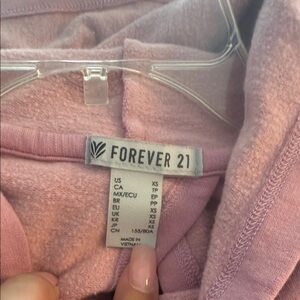 FOREVER 21
US XS
CA TP
MX/ECU EP
BR PP
EU XS
UK XS
KR XS
JP XS
CN 155/80A
MADE IN
VIETNAM